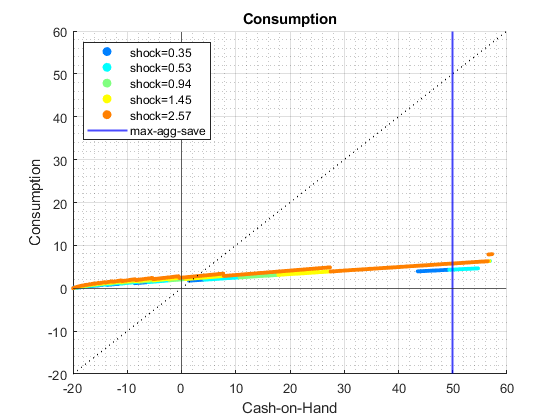 Consumption
60
50
40
30
20
10
0
-10
-20
Consumption
shock=0.35
shock=0.53
shock=0.94
shock=1.45
shock=2.57
max-agg-save
-20 -10 0 10 20 30 40 50 60
Cash-on-Hand